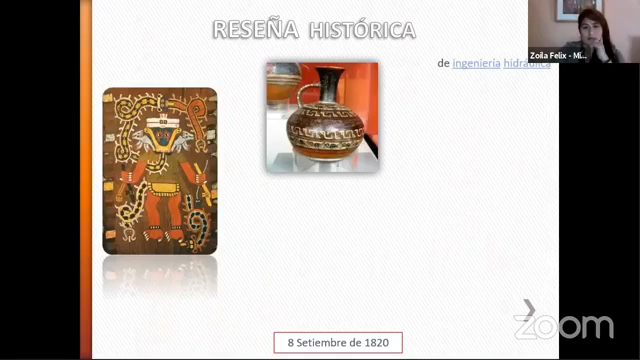 RESEÑA HISTÓRICA
Zoila Felix - Mi...
de ingeniería hidráulica
8 Setiembre de 1820
zoom